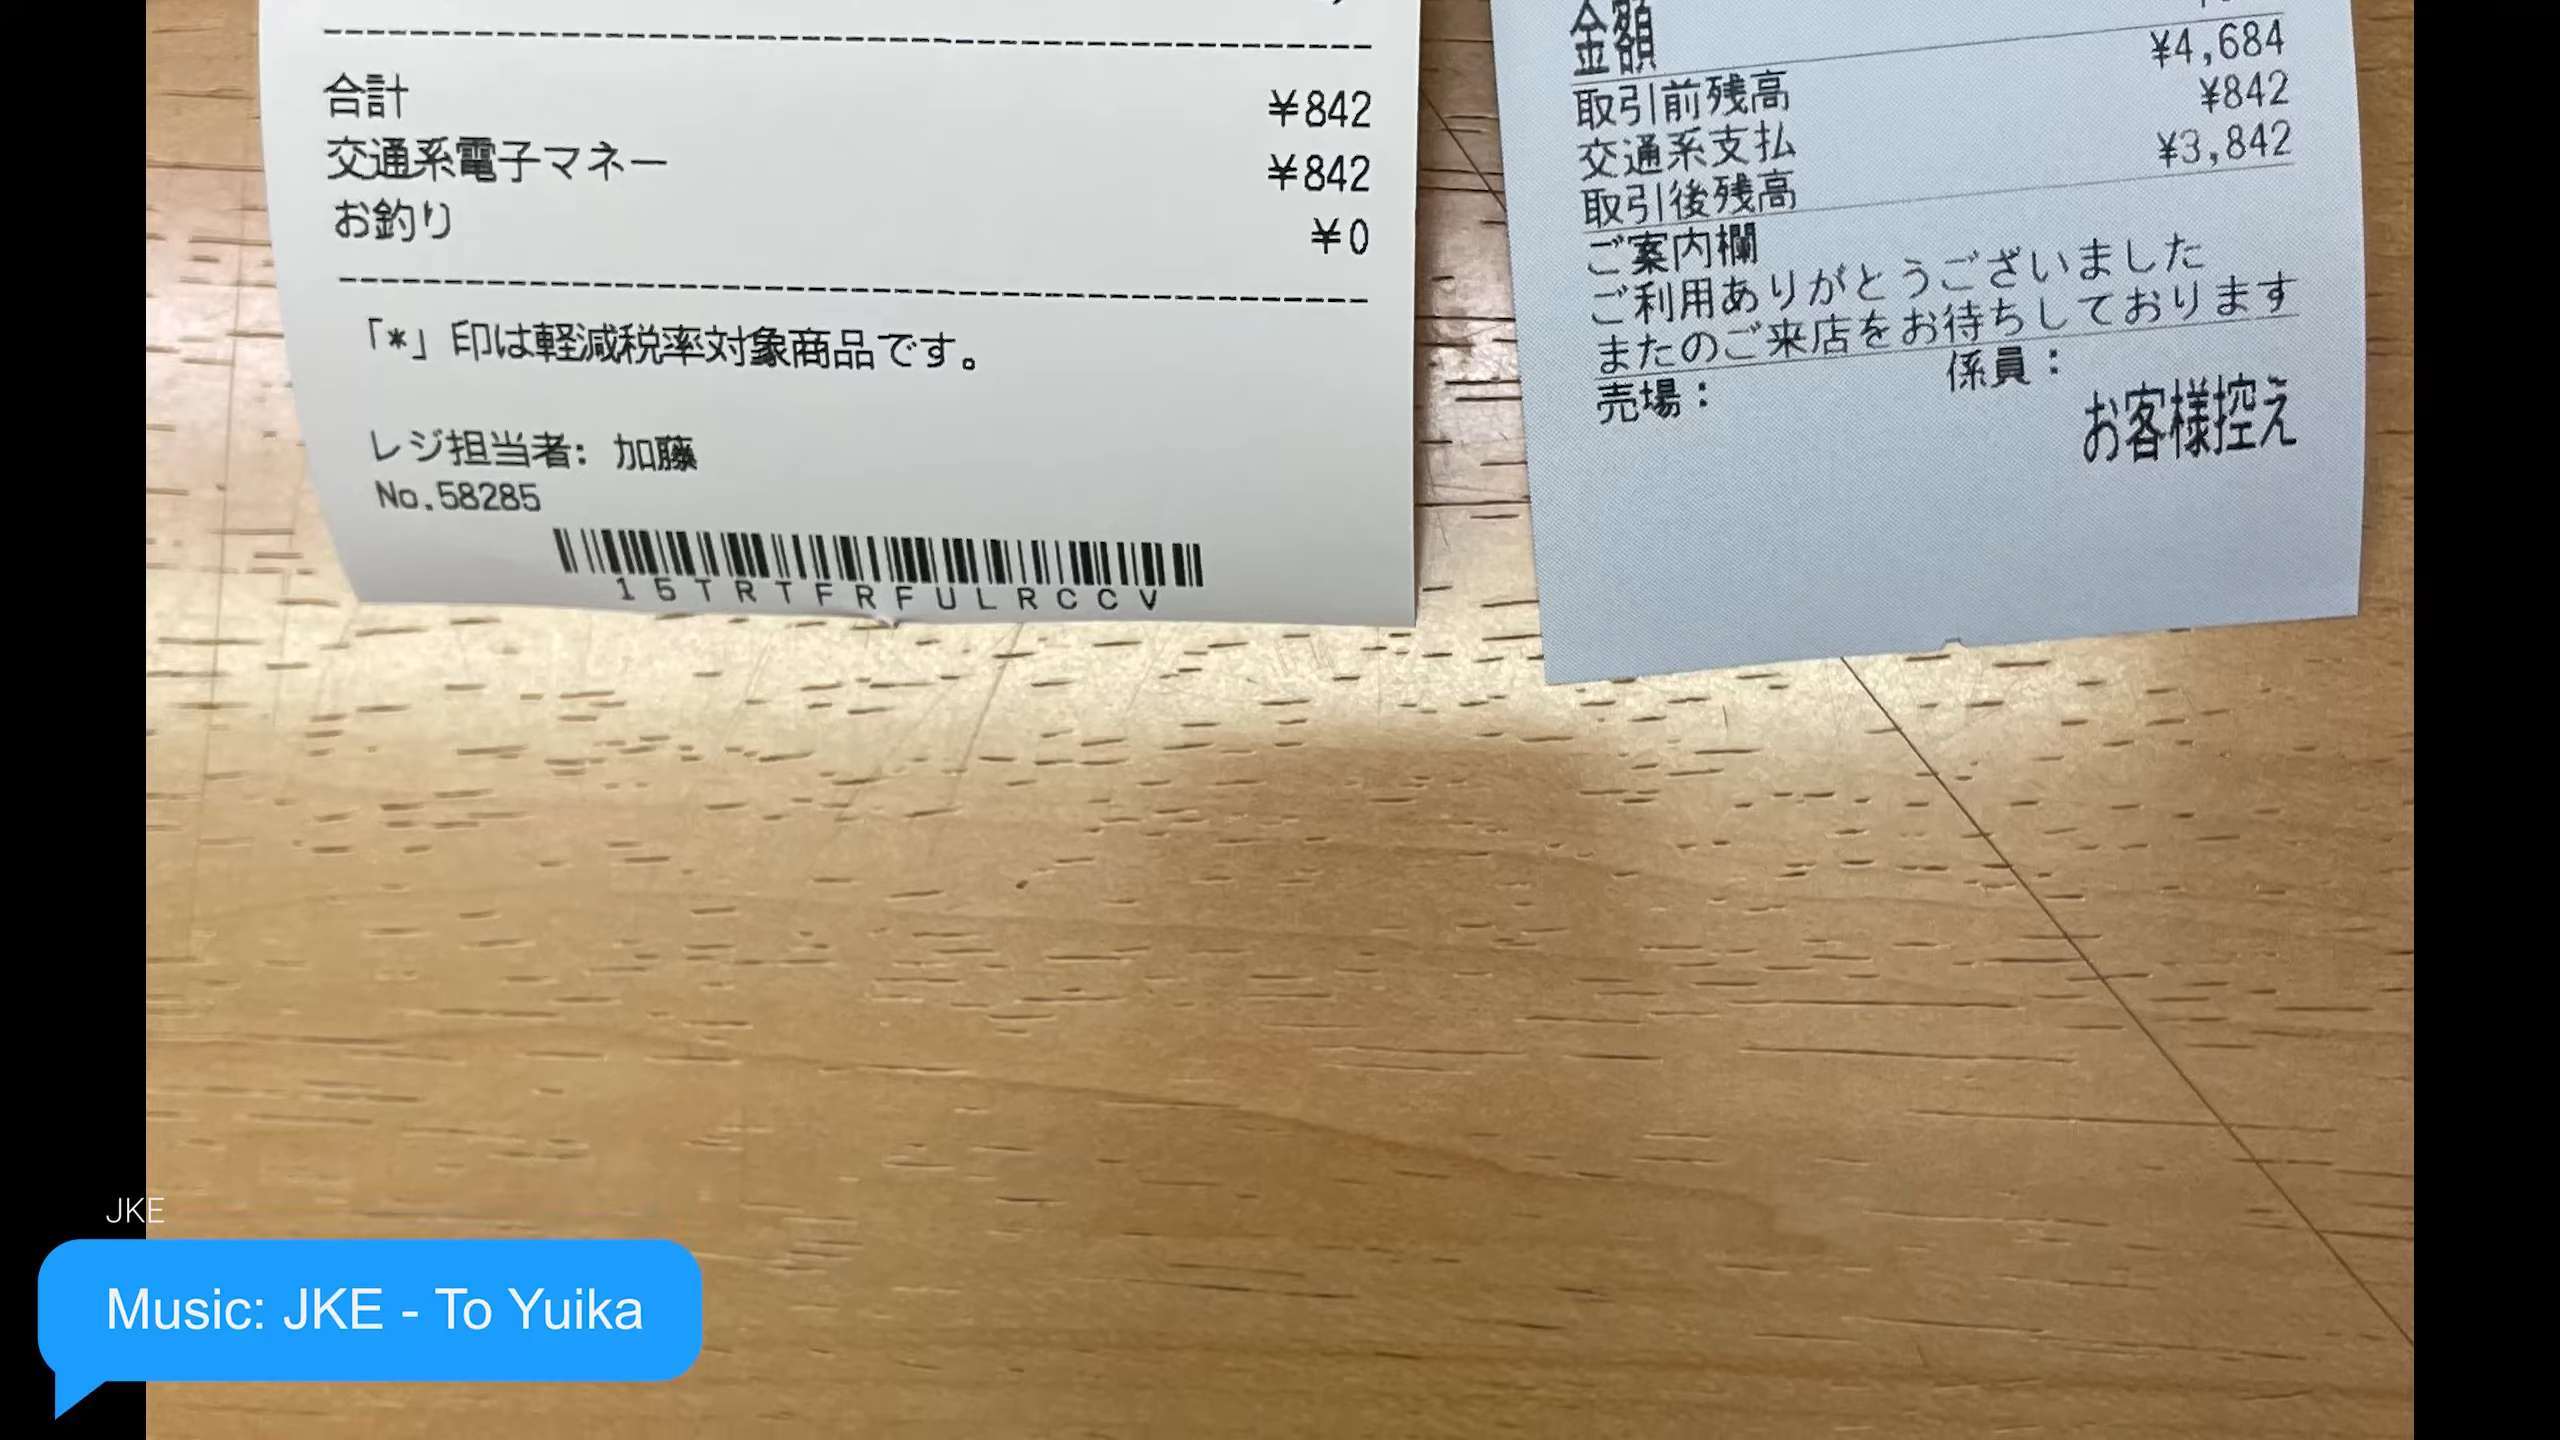 合計 ¥842
交通系電子マネー ¥842
お釣り ¥0
「*」印は軽減税率対象商品です。
レジ担当者: 加藤
No.58285
15TRTFRFULRCCV
金額
取引前残高 ¥4,684
交通系支払 ¥842
取引後残高 ¥3,842
ご案内欄
ご利用ありがとうございました
またのご来店をお待ちしております
売場: 係員:
お客様控え
JKE
Music: JKE - To Yuika